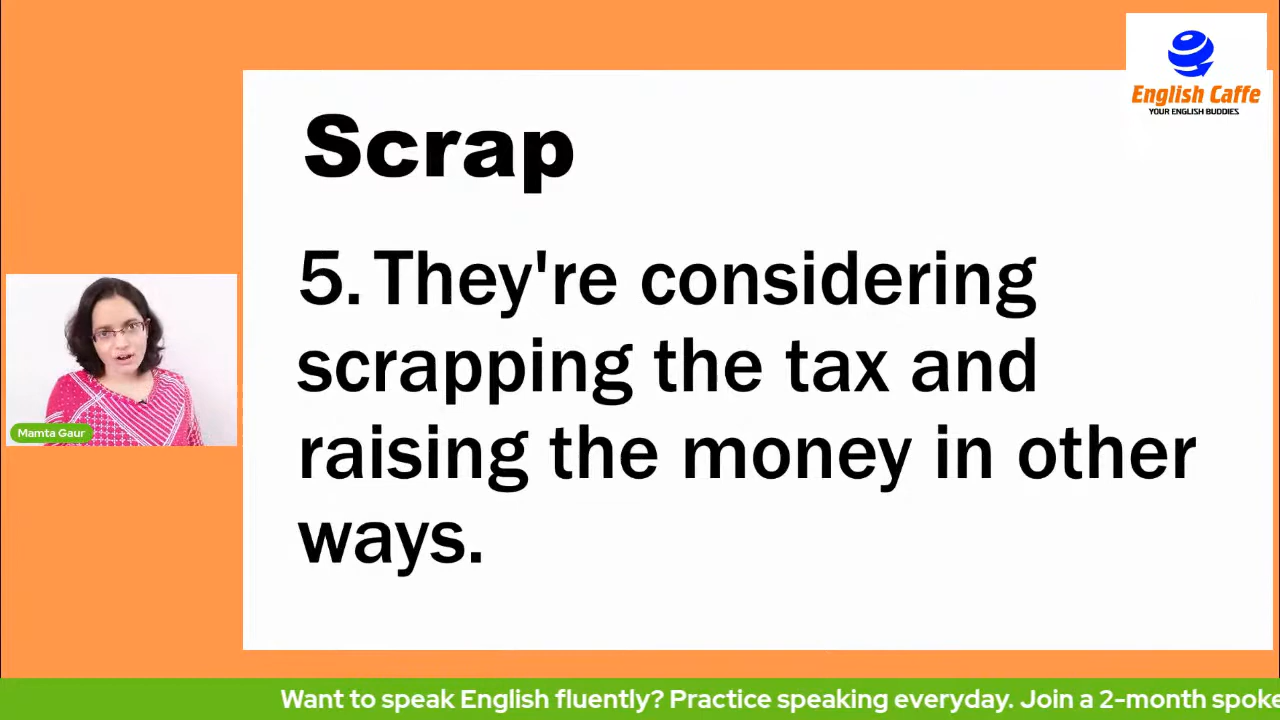 English Caffe
YOUR ENGLISH BUDDIES
Scrap
5. They're considering
scrapping the tax and
raising the money in other
ways.
Mamta Gaur
Want to speak English fluently? Practice speaking everyday. Join a 2-month spoke